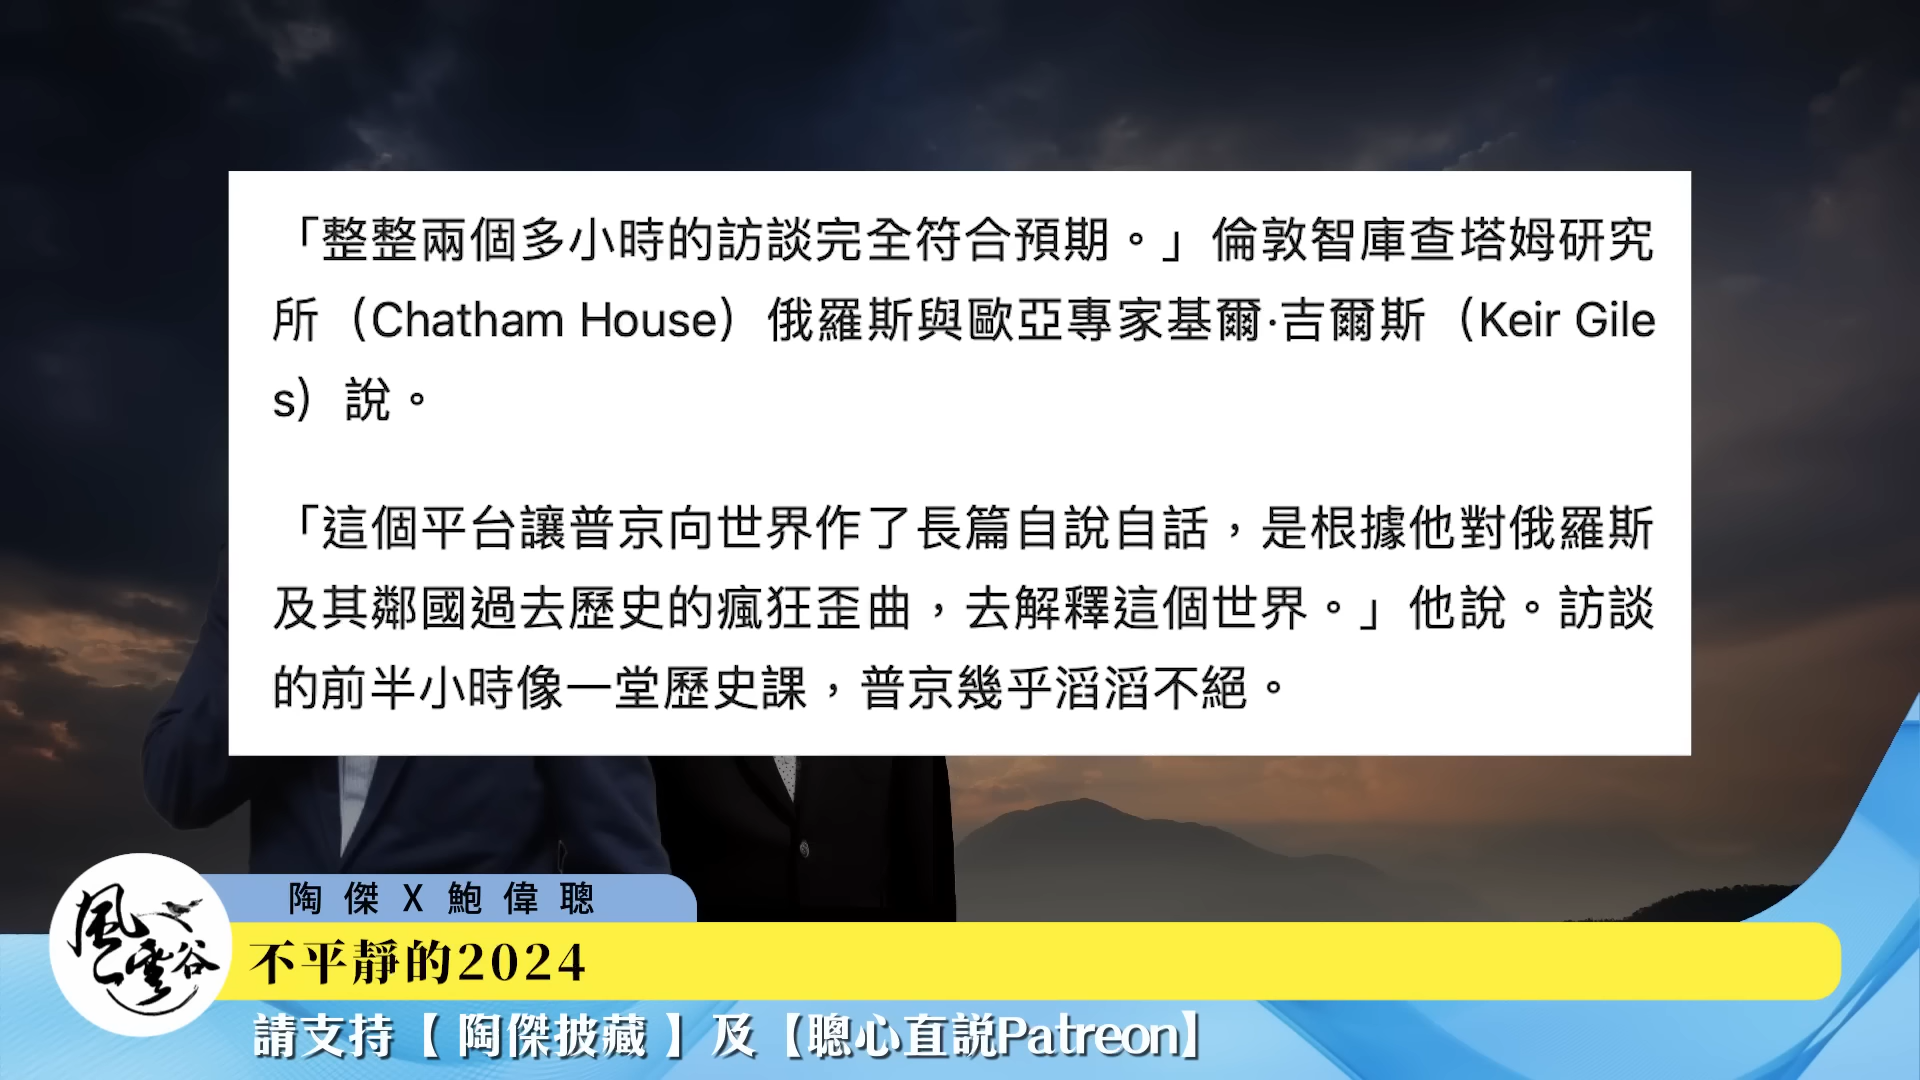 「整整兩個多小時的訪談完全符合預期。」倫敦智庫查塔姆研究
所（Chatham House）俄羅斯與歐亞專家基爾·吉爾斯（Keir Gile
s）說。
「這個平台讓普京向世界作了長篇自說自話，是根據他對俄羅斯
及其鄰國過去歷史的瘋狂歪曲，去解釋這個世界。」他說。訪談
的前半小時像一堂歷史課，普京幾乎滔滔不絕。
陶傑X鮑偉聰
風雲谷
不平靜的2024
請支持【陶傑披藏】及【聰心直説Patreon】